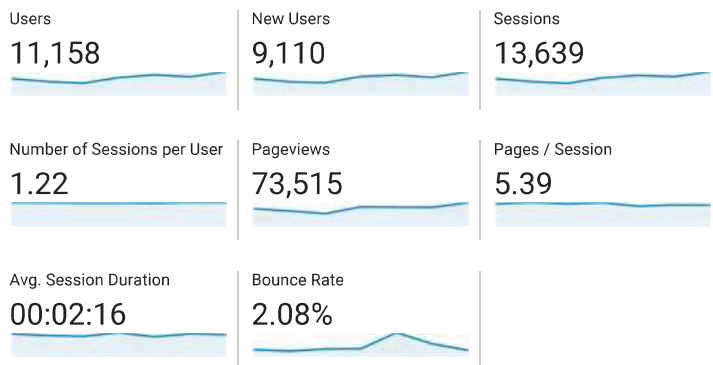 Users
New Users
Sessions
11,158
9,110
13,639
Number of Sessions per User
Pageviews
Pages / Session
1.22
73,515
5.39
Avg. Session Duration
Bounce Rate
00:02:16
2.08%